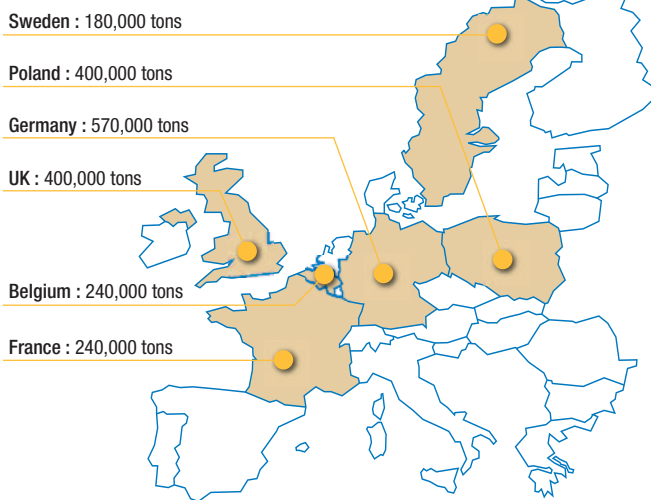 Sweden : 180,000 tons
Poland : 400,000 tons
Germany : 570,000 tons
UK : 400,000 tons
Belgium : 240,000 tons
France : 240,000 tons